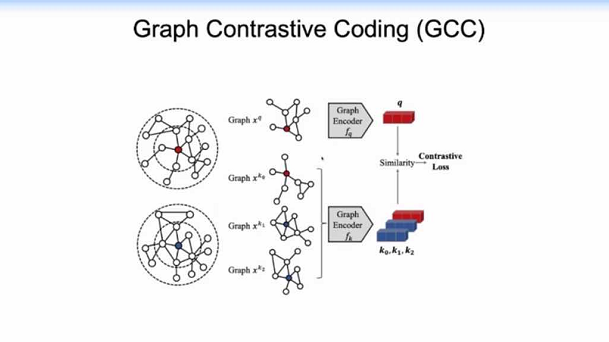 Graph Contrastive Coding (GCC)
Graph x^q
Graph Encoder f_q
q
Graph x^{k_0}
Similarity
Contrastive Loss
Graph x^{k_1}
Graph Encoder f_k
k_0, k_1, k_2
Graph x^{k_2}